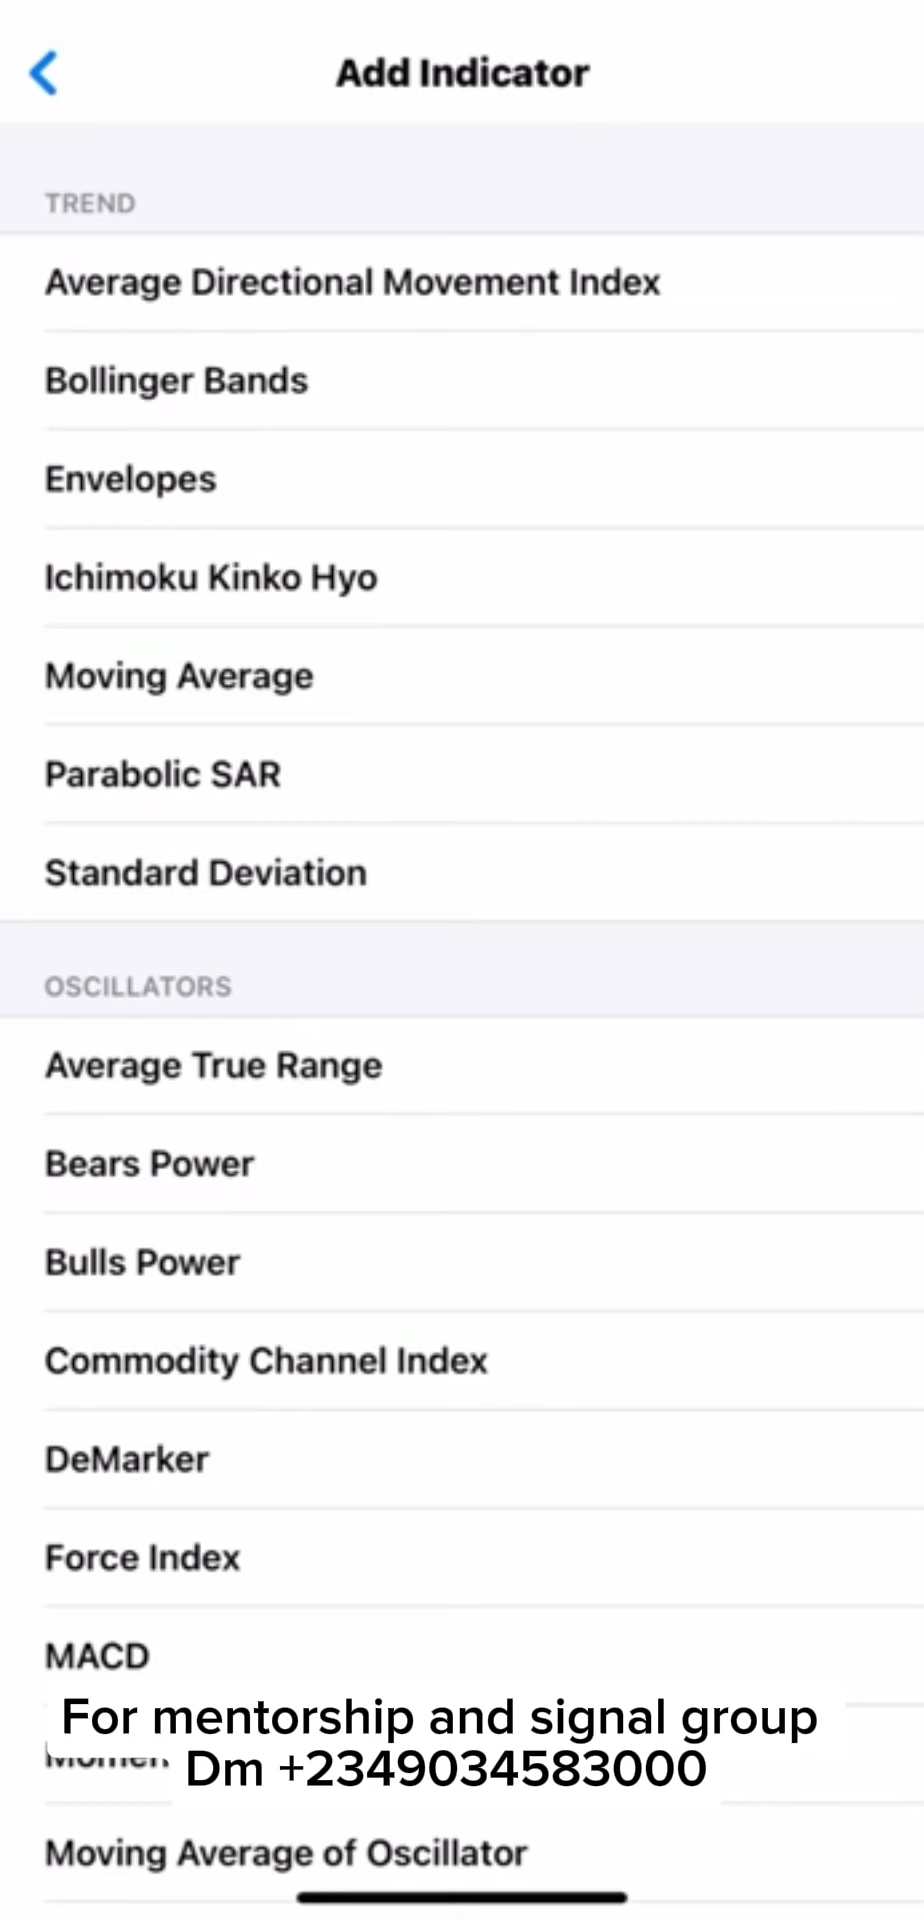 Add Indicator
TREND
Average Directional Movement Index
Bollinger Bands
Envelopes
Ichimoku Kinko Hyo
Moving Average
Parabolic SAR
Standard Deviation
OSCILLATORS
Average True Range
Bears Power
Bulls Power
Commodity Channel Index
DeMarker
Force Index
MACD
For mentorship and signal group
Dm +2349034583000
Moving Average of Oscillator